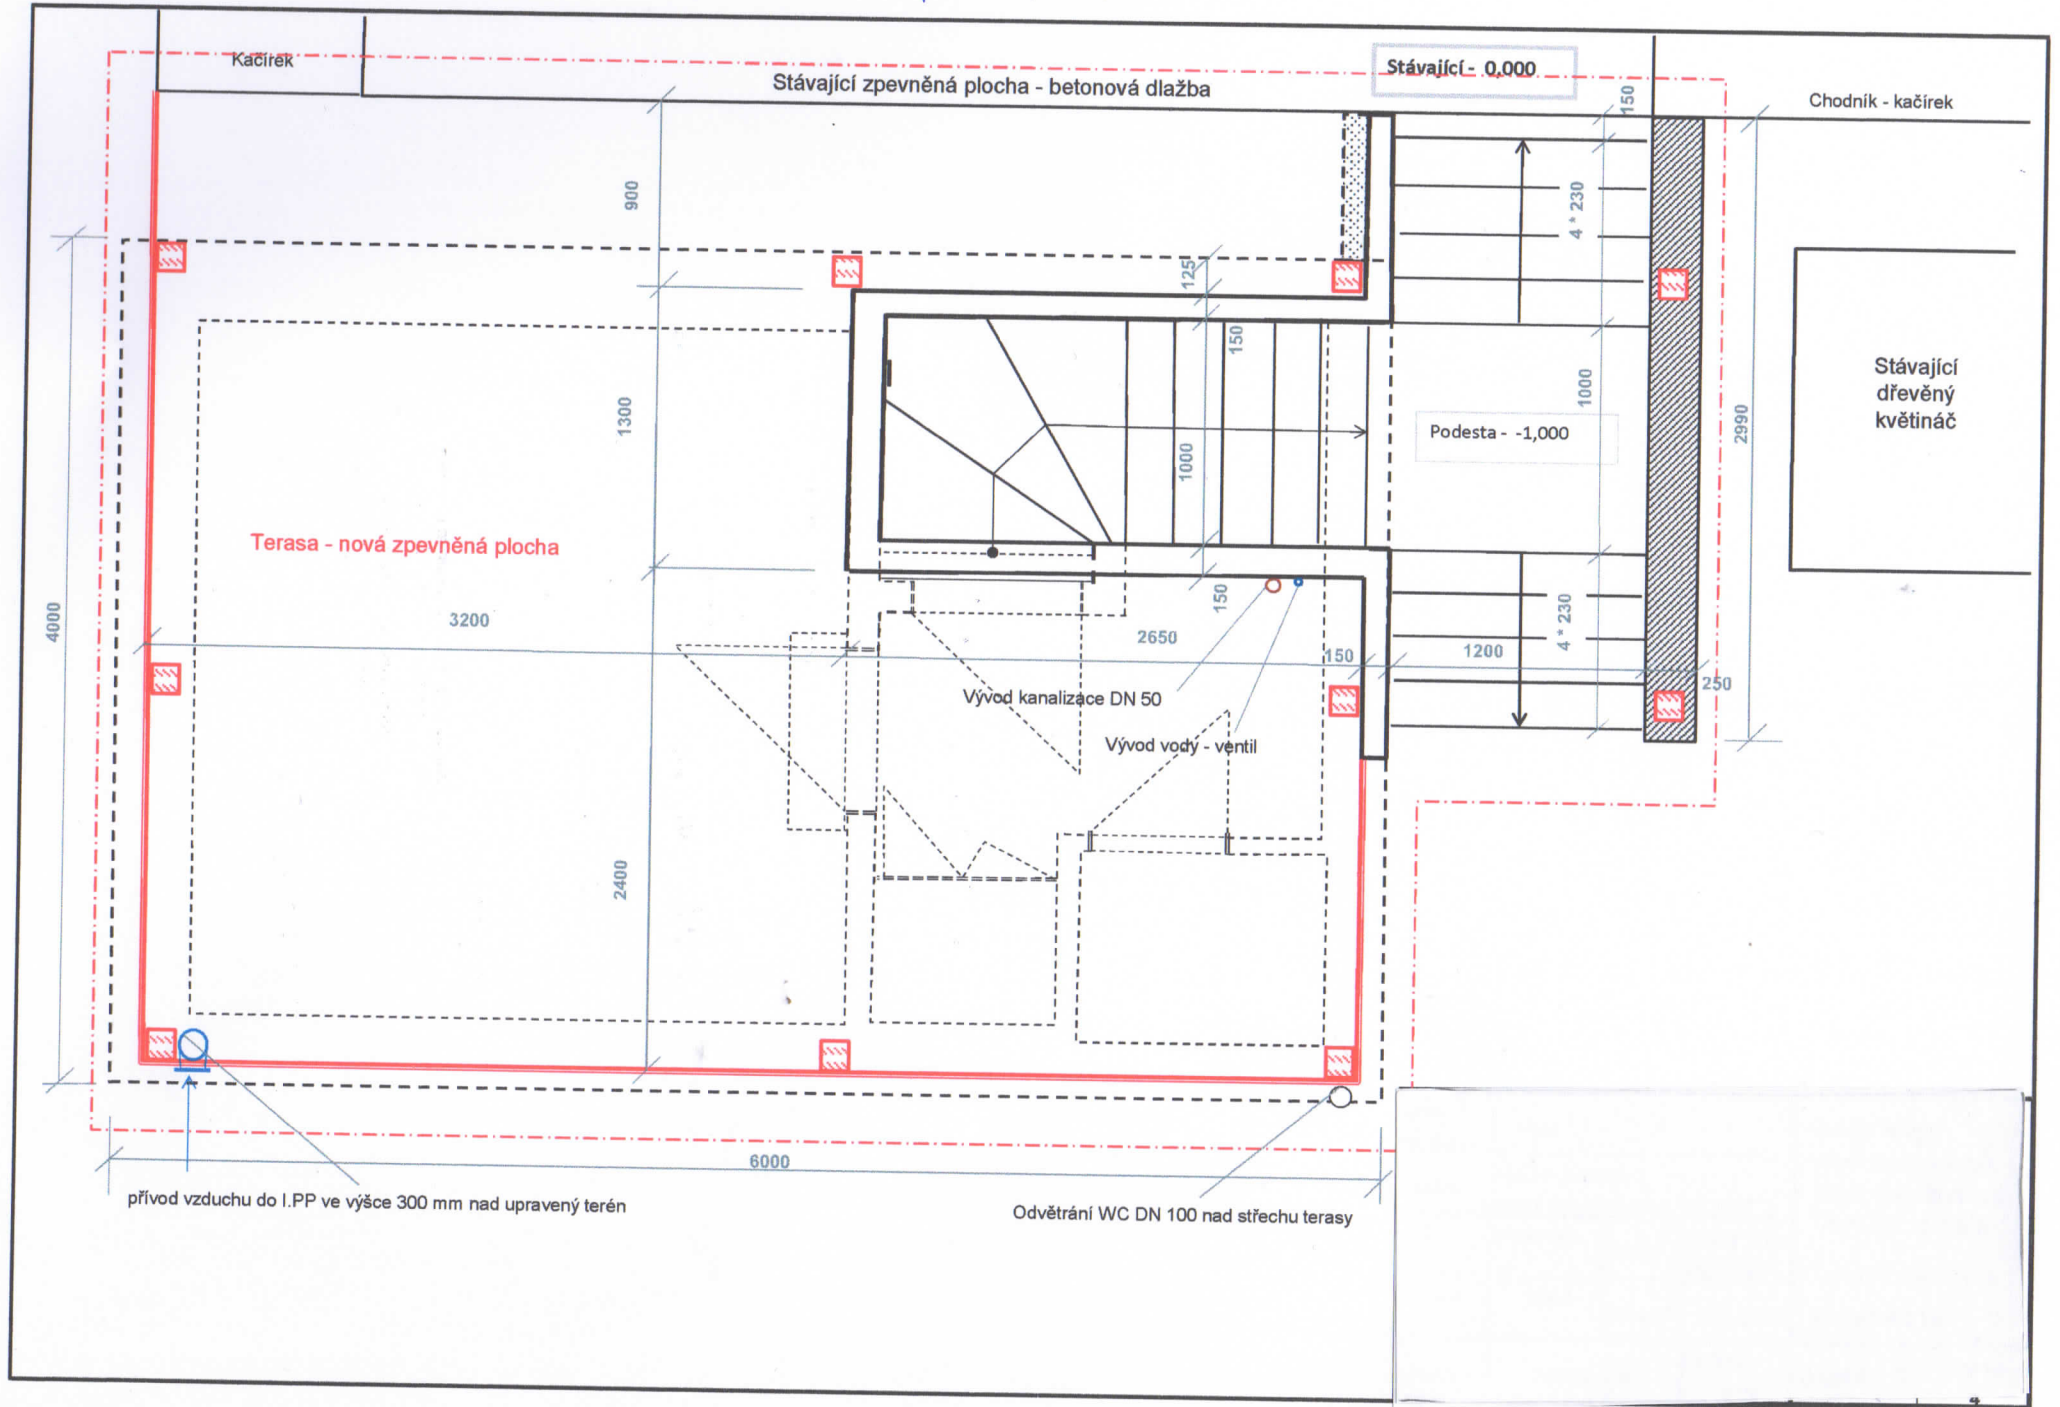 Kačírek
Stávající zpevněná plocha - betonová dlažba
Stávající - 0,000
150
Chodník - kačírek
900
4 * 230
125
150
1300
1000
1000
2990
Podesta - -1,000
Stávající
dřevěný
květináč
Terasa - nová zpevněná plocha
4000
3200
150
2650
150
4 * 230
1200
250
Vývod kanalizace DN 50
Vývod vody - ventil
2400
6000
přívod vzduchu do I.PP ve výšce 300 mm nad upravený terén
Odvětrání WC DN 100 nad střechu terasy